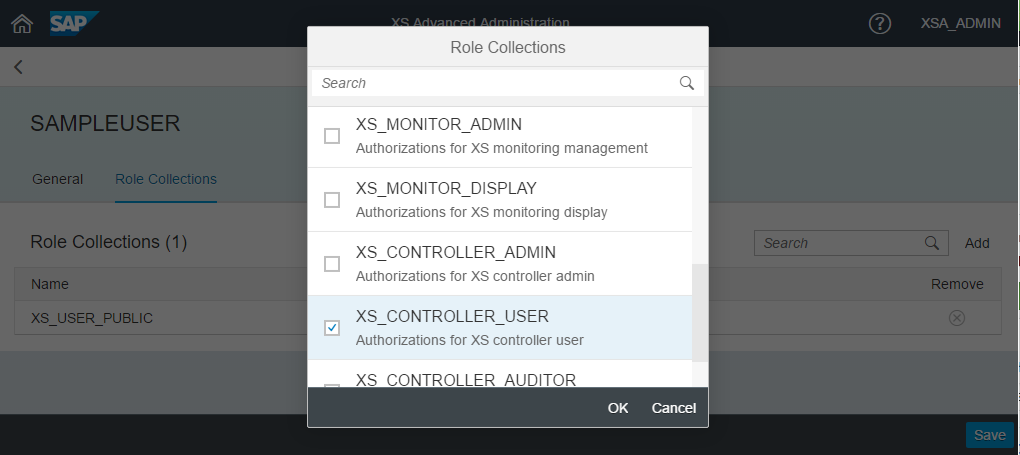 SAP
XS Advanced Administration
?
XSA_ADMIN
SAMPLEUSER
General
Role Collections
Role Collections (1)
Search
Add
Name
Remove
XS_USER_PUBLIC
Save
Role Collections
Search
XS_MONITOR_ADMIN
Authorizations for XS monitoring management
XS_MONITOR_DISPLAY
Authorizations for XS monitoring display
XS_CONTROLLER_ADMIN
Authorizations for XS controller admin
XS_CONTROLLER_USER
Authorizations for XS controller user
XS_CONTROLLER_AUDITOR
OK
Cancel